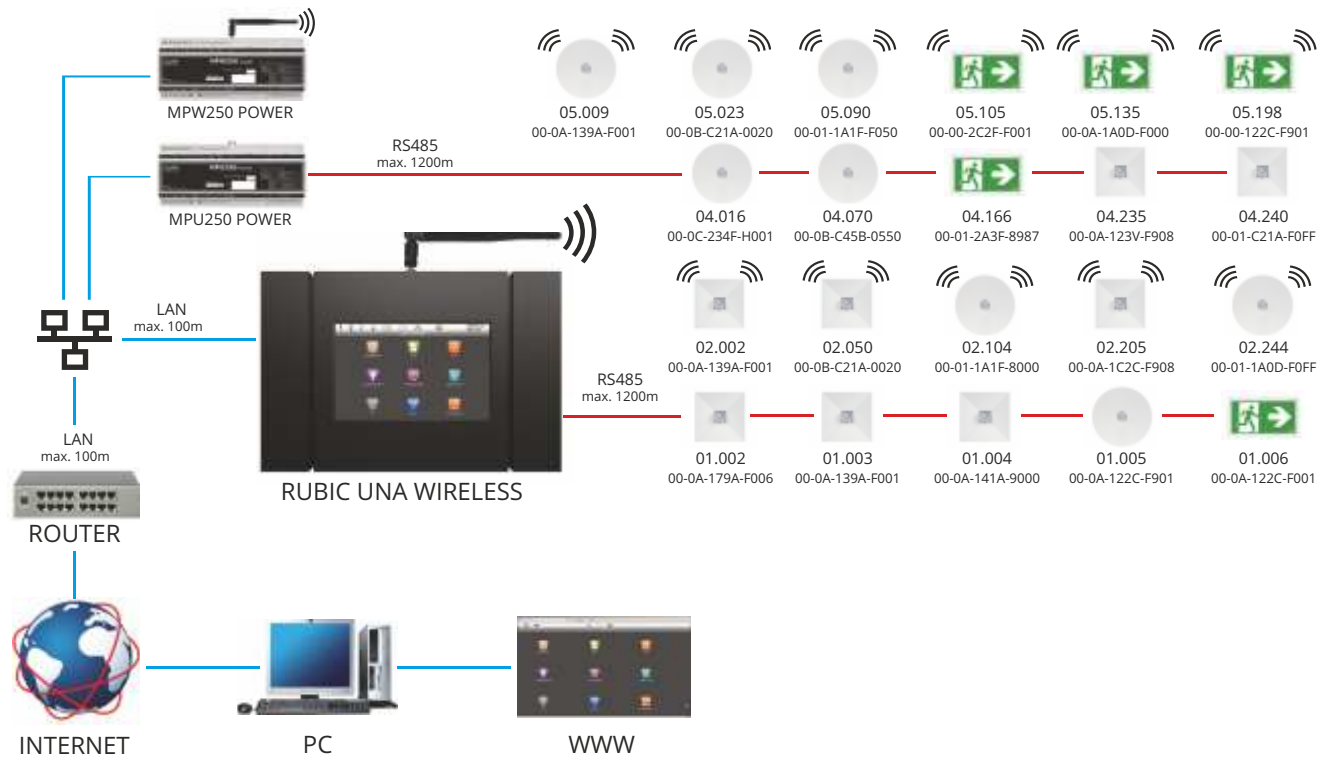 MPW250 POWER
05.009
05.023
05.090
05.105
05.135
05.198
00-0A-139A-F001
00-0B-C21A-0020
00-01-1A1F-F050
00-00-2C2F-F001
00-0A-1A0D-F000
00-00-122C-F901
RS485
max. 1200m
MPU250 POWER
04.016
04.070
04.166
04.235
04.240
00-0C-234F-H001
00-0B-C45B-0550
00-01-2A3F-8987
00-0A-123V-F908
00-01-C21A-F0FF
LAN
max. 100m
02.002
02.050
02.104
02.205
02.244
00-0A-139A-F001
00-0B-C21A-0020
00-01-1A1F-8000
00-0A-1C2C-F908
00-01-1A0D-F0FF
RS485
max. 1200m
LAN
max. 100m
01.002
01.003
01.004
01.005
01.006
00-0A-179A-F006
00-0A-139A-F001
00-0A-141A-9000
00-0A-122C-F901
00-0A-122C-F001
RUBIC UNA WIRELESS
ROUTER
INTERNET
PC
WWW